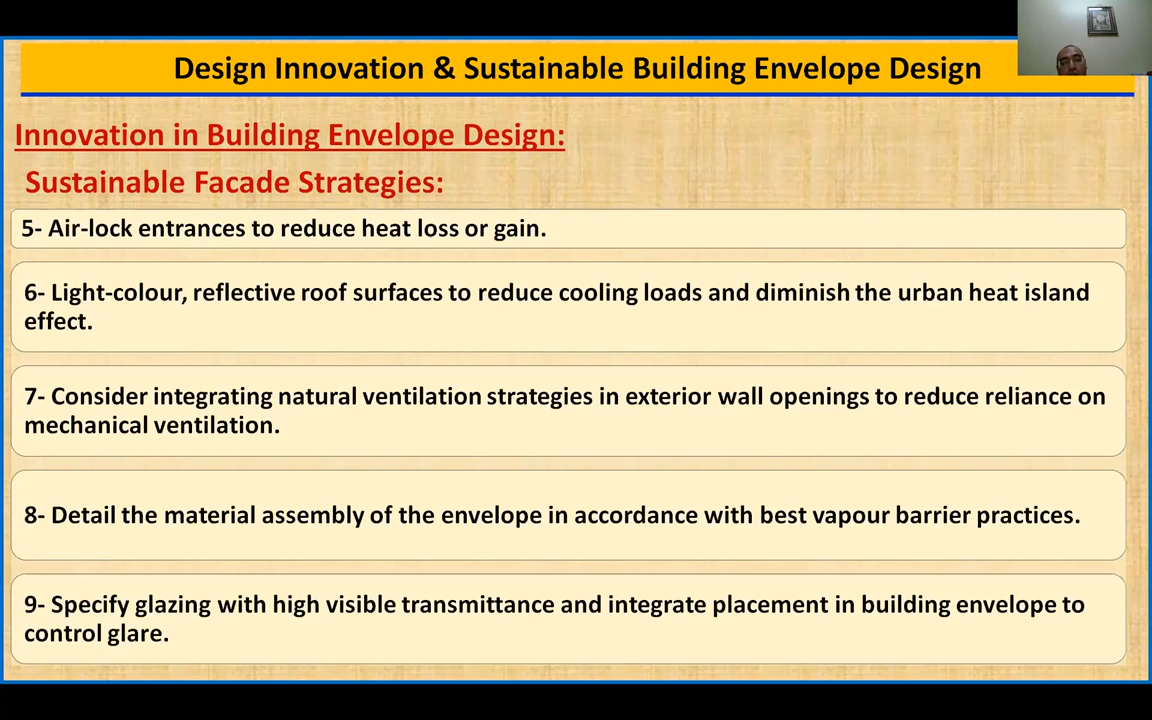 Design Innovation & Sustainable Building Envelope Design
Innovation in Building Envelope Design:
Sustainable Facade Strategies:
5- Air-lock entrances to reduce heat loss or gain.
6- Light-colour, reflective roof surfaces to reduce cooling loads and diminish the urban heat island
effect.
7- Consider integrating natural ventilation strategies in exterior wall openings to reduce reliance on
mechanical ventilation.
8- Detail the material assembly of the envelope in accordance with best vapour barrier practices.
9- Specify glazing with high visible transmittance and integrate placement in building envelope to
control glare.